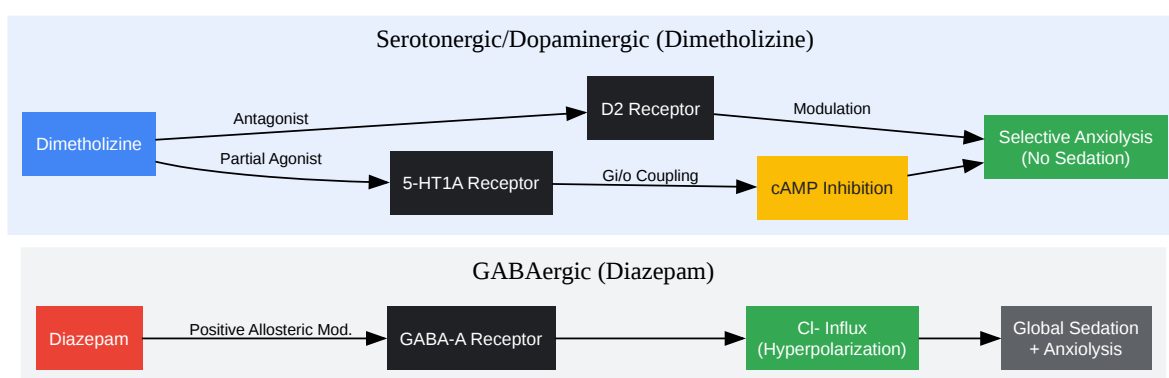 Serotonergic/Dopaminergic (Dimetholizine)
Dimetholizine
Antagonist
D2 Receptor
Modulation
Partial Agonist
5-HT1A Receptor
Gi/o Coupling
cAMP Inhibition
Selective Anxiolysis
(No Sedation)
GABAergic (Diazepam)
Diazepam
Positive Allosteric Mod.
GABA-A Receptor
Cl- Influx
(Hyperpolarization)
Global Sedation
+ Anxiolysis